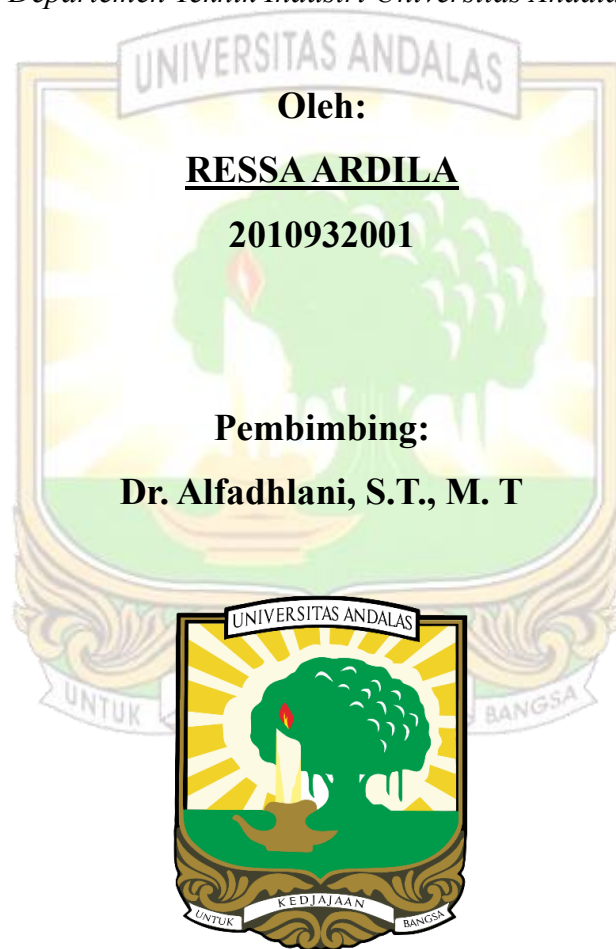 Departemen Teknik Industri Universitas
UNIVERSITAS ANDALAS
Oleh:
RESSA ARDILA
2010932001
Pembimbing:
Dr. Alfadhlani, S.T., M. T
UNTUK BANGSA
UNIVERSITAS ANDALAS
KEDJAJAAN
UNTUK BANGSA